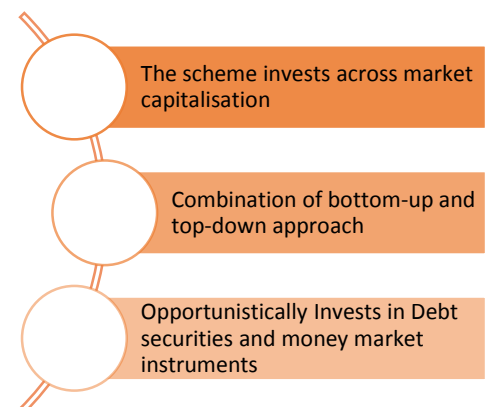 The scheme invests across market
capitalisation
Combination of bottom-up and
top-down approach
Opportunistically Invests in Debt
securities and money market
instruments